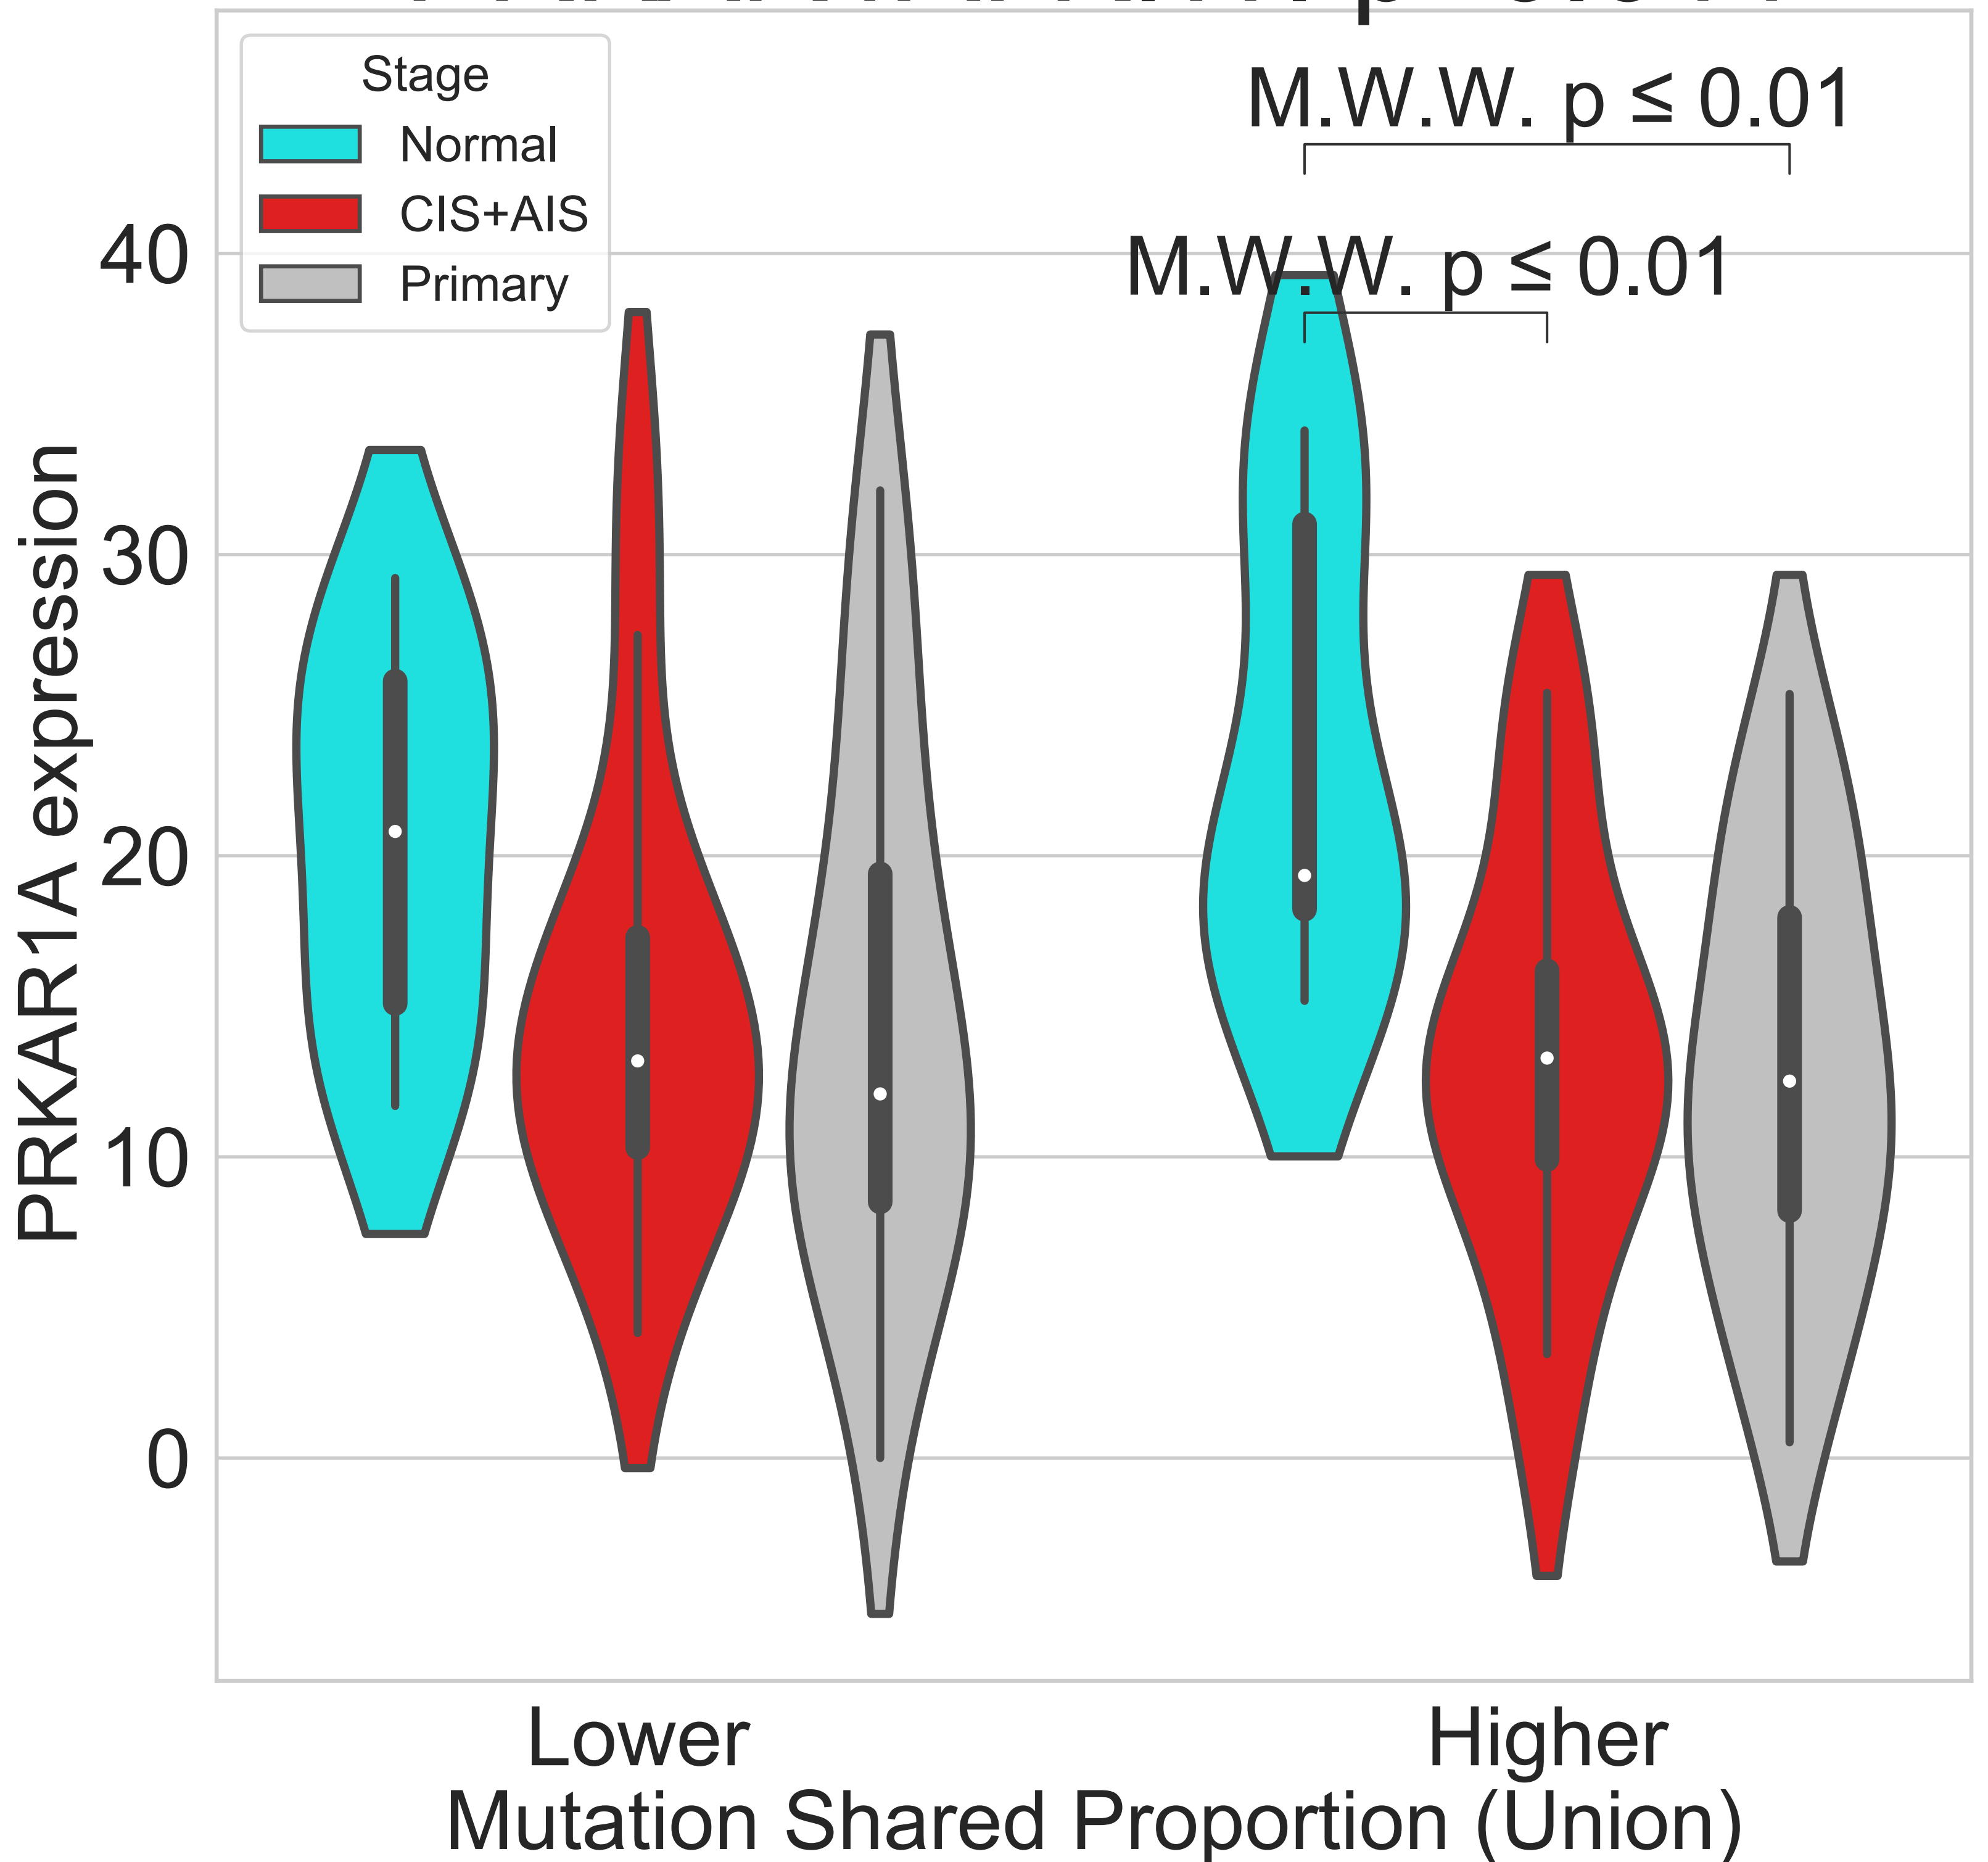 Stage
Normal
CIS+AIS
Primary
M.W.W. p ≤ 0.01
M.W.W. p ≤ 0.01
40
30
20
10
0
PRKAR1A expression
Lower
Higher
Mutation Shared Proportion (Union)